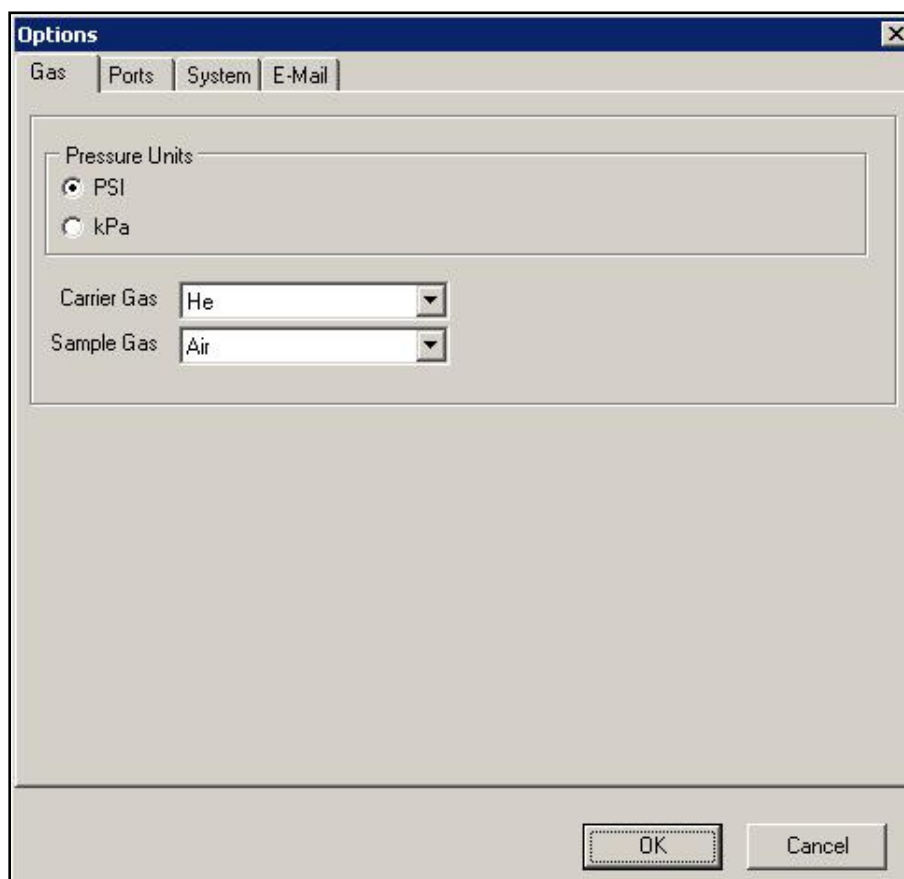 Options
Gas Ports System E-Mail
Pressure Units
PSI
kPa
Carrier Gas He
Sample Gas Air
OK Cancel